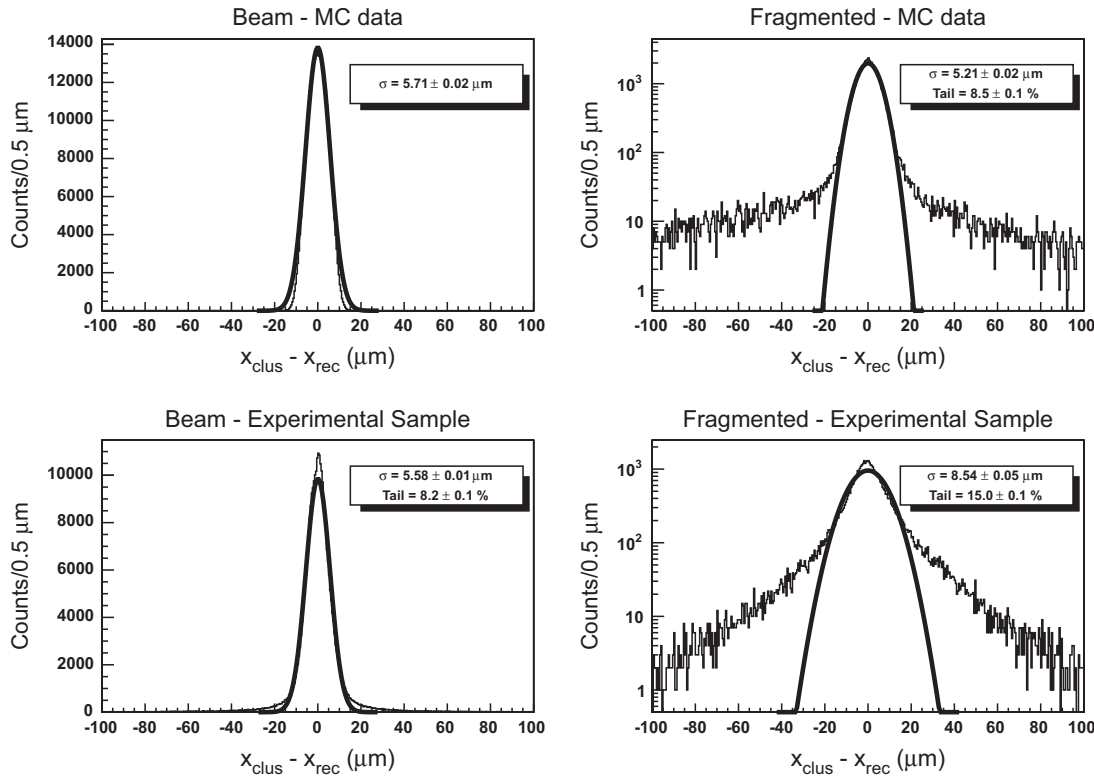 Beam - MC data
14000
12000
10000
8000
6000
4000
2000
0
Counts/0.5 μm
σ = 5.71 ± 0.02 μm
-100 -80 -60 -40 -20 0 20 40 60 80 100
x_clus - x_rec (μm)
Fragmented - MC data
10³
10²
10
1
Counts/0.5 μm
σ = 5.21 ± 0.02 μm
Tail = 8.5 ± 0.1 %
-100 -80 -60 -40 -20 0 20 40 60 80 100
x_clus - x_rec (μm)
Beam - Experimental Sample
10000
8000
6000
4000
2000
0
Counts/0.5 μm
σ = 5.58 ± 0.01 μm
Tail = 8.2 ± 0.1 %
-100 -80 -60 -40 -20 0 20 40 60 80 100
x_clus - x_rec (μm)
Fragmented - Experimental Sample
10³
10²
10
1
Counts/0.5 μm
σ = 8.54 ± 0.05 μm
Tail = 15.0 ± 0.1 %
-100 -80 -60 -40 -20 0 20 40 60 80 100
x_clus - x_rec (μm)